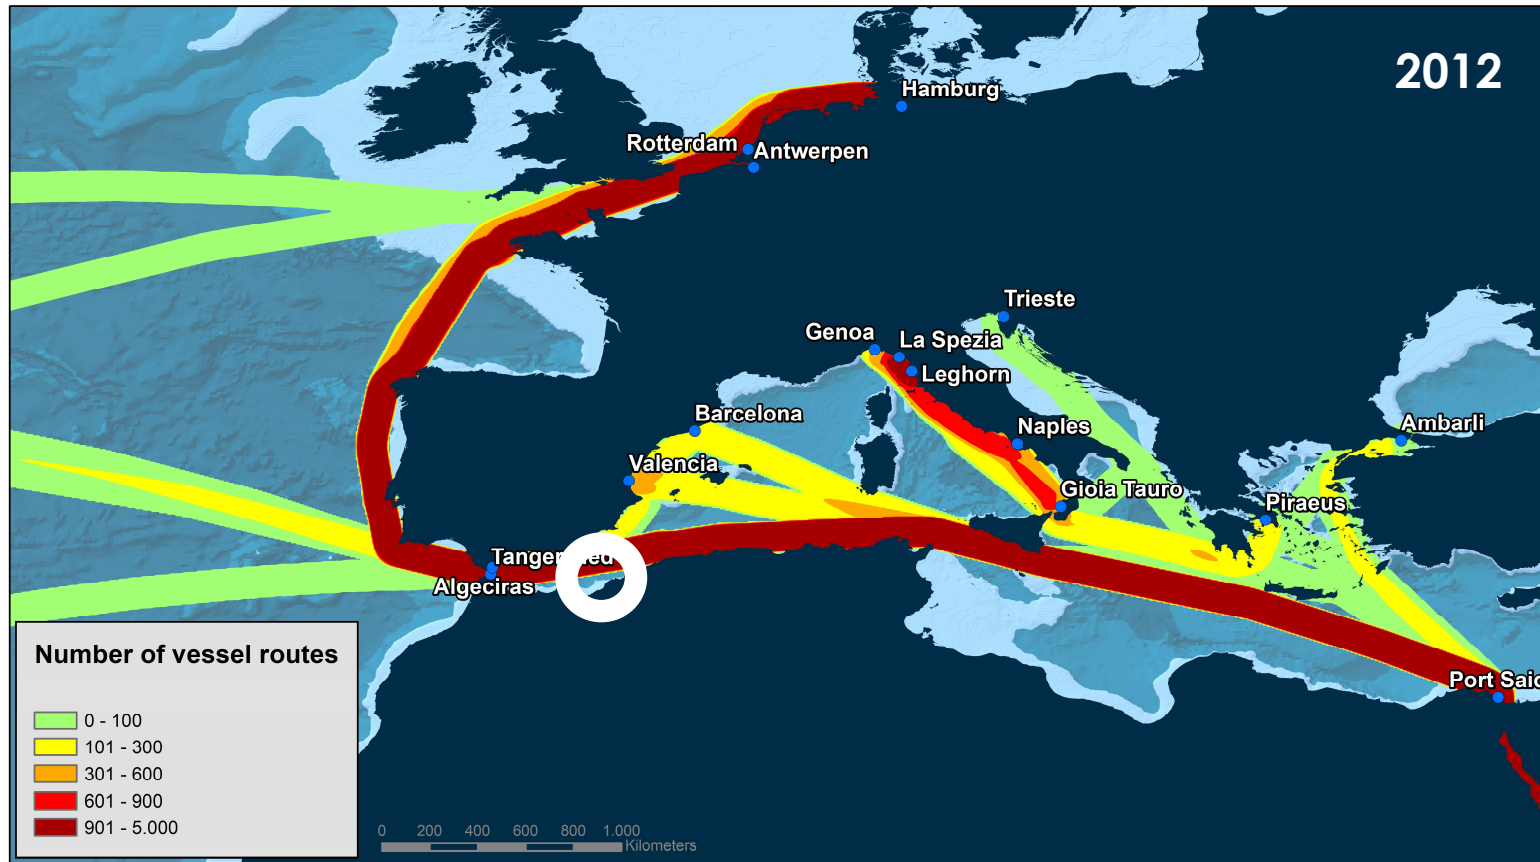 2012
Hamburg
Rotterdam
Antwerpen
Trieste
Genoa
La Spezia
Leghorn
Barcelona
Naples
Ambarli
Valencia
Gioia Tauro
Piraeus
Algeciras
Port Said
Number of vessel routes
0 - 100
101 - 300
301 - 600
601 - 900
901 - 5.000
0 200 400 600 800 1.000
Kilometers